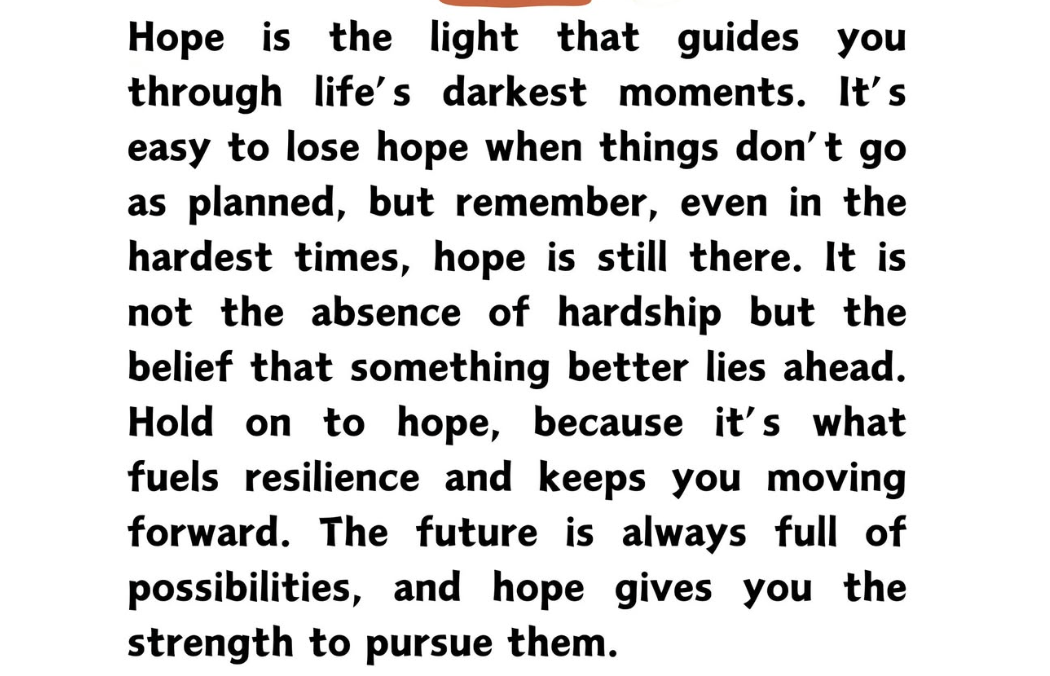 Hope is the light that guides you
through life's darkest moments. It's
easy to lose hope when things don't go
as planned, but remember, even in the
hardest times, hope is still there. It is
not the absence of hardship but the
belief that something better lies ahead.
Hold on to hope, because it's what
fuels resilience and keeps you moving
forward. The future is always full of
possibilities, and hope gives you the
strength to pursue them.